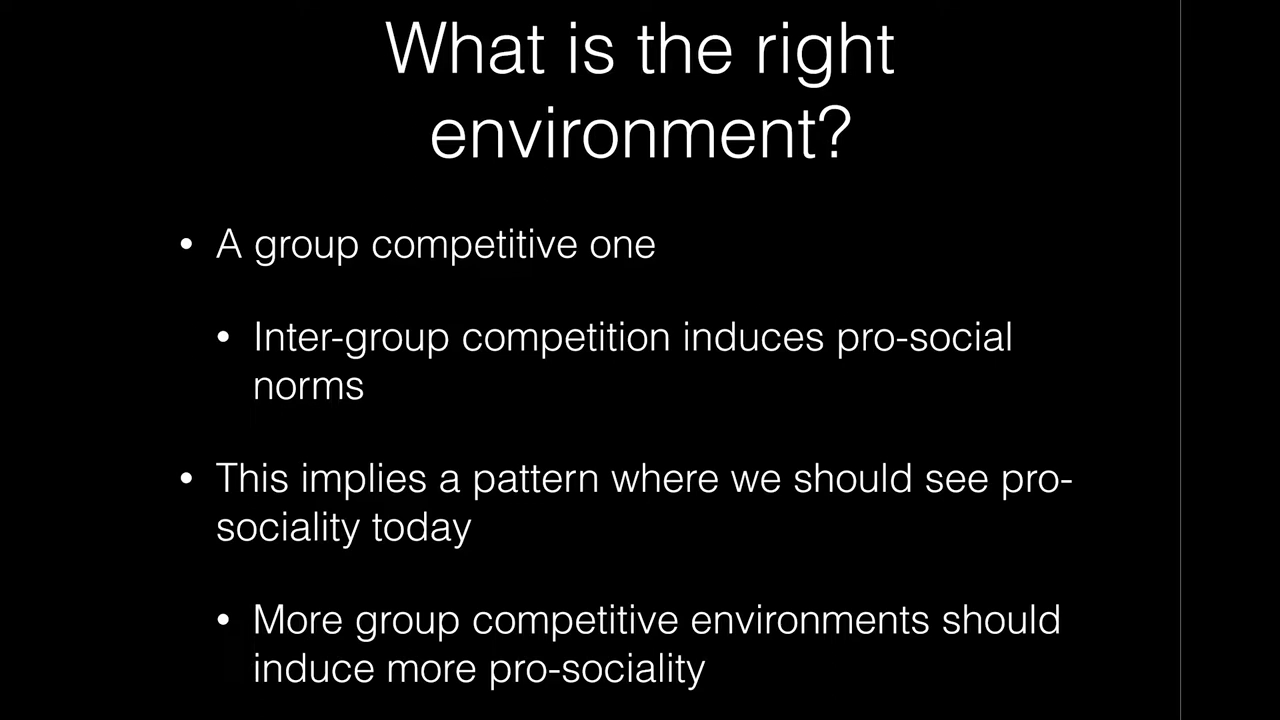 What is the right
environment?
• A group competitive one
• Inter-group competition induces pro-social
norms
• This implies a pattern where we should see pro-
sociality today
• More group competitive environments should
induce more pro-sociality